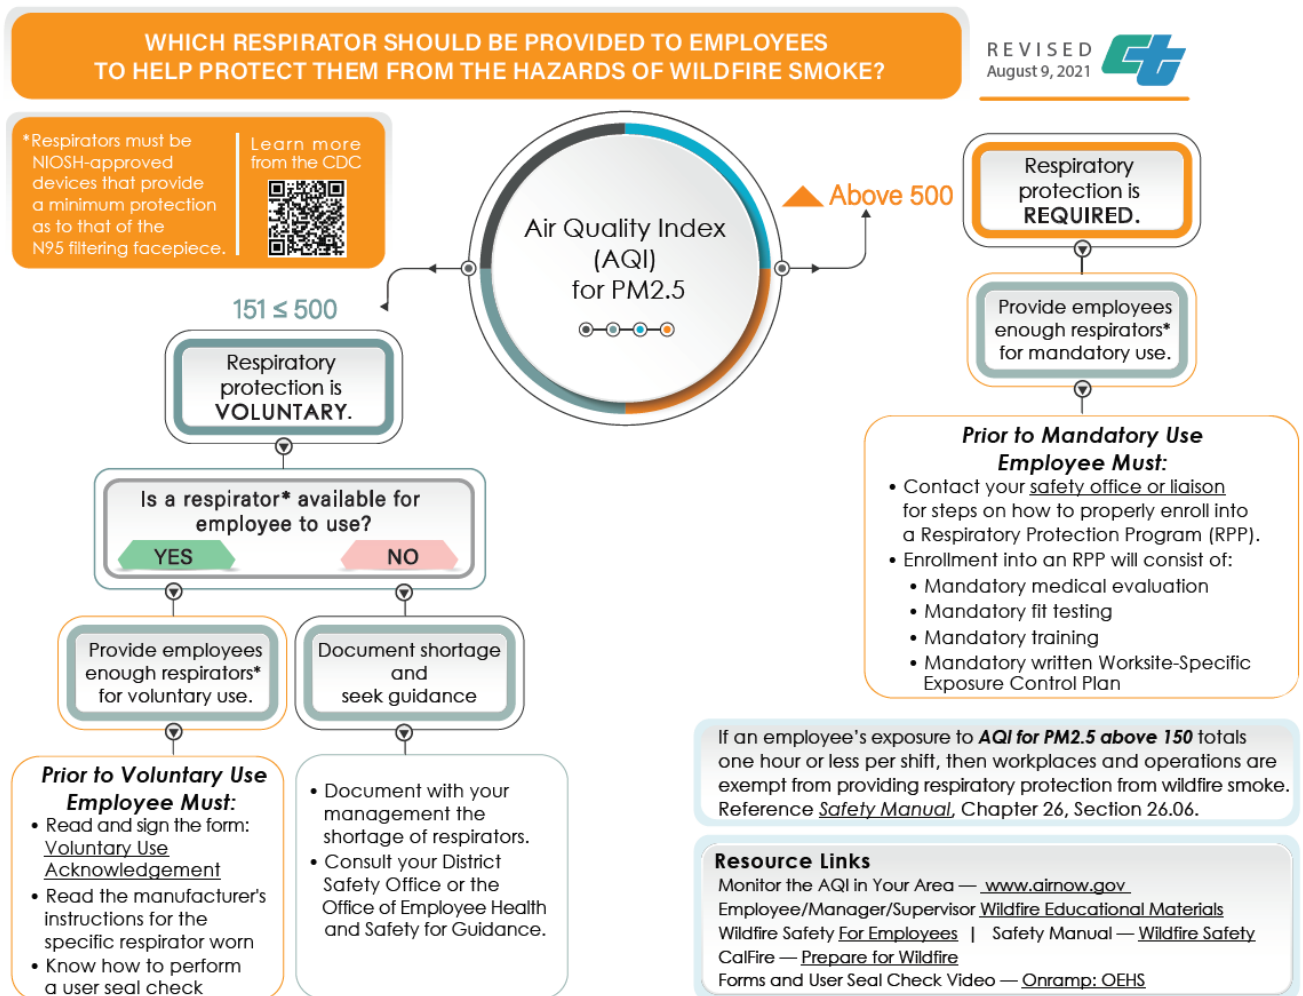 WHICH RESPIRATOR SHOULD BE PROVIDED TO EMPLOYEES
TO HELP PROTECT THEM FROM THE HAZARDS OF WILDFIRE SMOKE?
REVISED
August 9, 2021
Ct
*Respirators must be
NIOSH-approved
devices that provide
a minimum protection
as to that of the
N95 filtering facepiece.
Learn more
from the CDC
Air Quality Index
(AQI)
for PM2.5
151 ≤ 500
Respiratory
protection is
VOLUNTARY.
Is a respirator* available for
employee to use?
YES
NO
Provide employees
enough respirators*
for voluntary use.
Document shortage
and
seek guidance
Prior to Voluntary Use
Employee Must:
• Read and sign the form:
Voluntary Use
Acknowledgement
• Read the manufacturer's
instructions for the
specific respirator worn
• Know how to perform
a user seal check
• Document with your
management the
shortage of respirators.
• Consult your District
Safety Office or the
Office of Employee Health
and Safety for Guidance.
Above 500
Respiratory
protection is
REQUIRED.
Provide employees
enough respirators*
for mandatory use.
Prior to Mandatory Use
Employee Must:
• Contact your safety office or liaison
for steps on how to properly enroll into
a Respiratory Protection Program (RPP).
• Enrollment into an RPP will consist of:
• Mandatory medical evaluation
• Mandatory fit testing
• Mandatory training
• Mandatory written Worksite-Specific
Exposure Control Plan
If an employee's exposure to AQI for PM2.5 above 150 totals
one hour or less per shift, then workplaces and operations are
exempt from providing respiratory protection from wildfire smoke.
Reference Safety Manual, Chapter 26, Section 26.06.
Resource Links
Monitor the AQI in Your Area — www.airnow.gov
Employee/Manager/Supervisor Wildfire Educational Materials
Wildfire Safety For Employees | Safety Manual — Wildfire Safety
CalFire — Prepare for Wildfire
Forms and User Seal Check Video — Onramp: OEHS